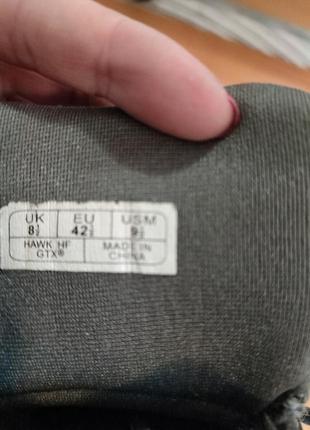 UK EU USM
8½ 42½ 9½
HAWK HF MADE IN
GTX® CHINA